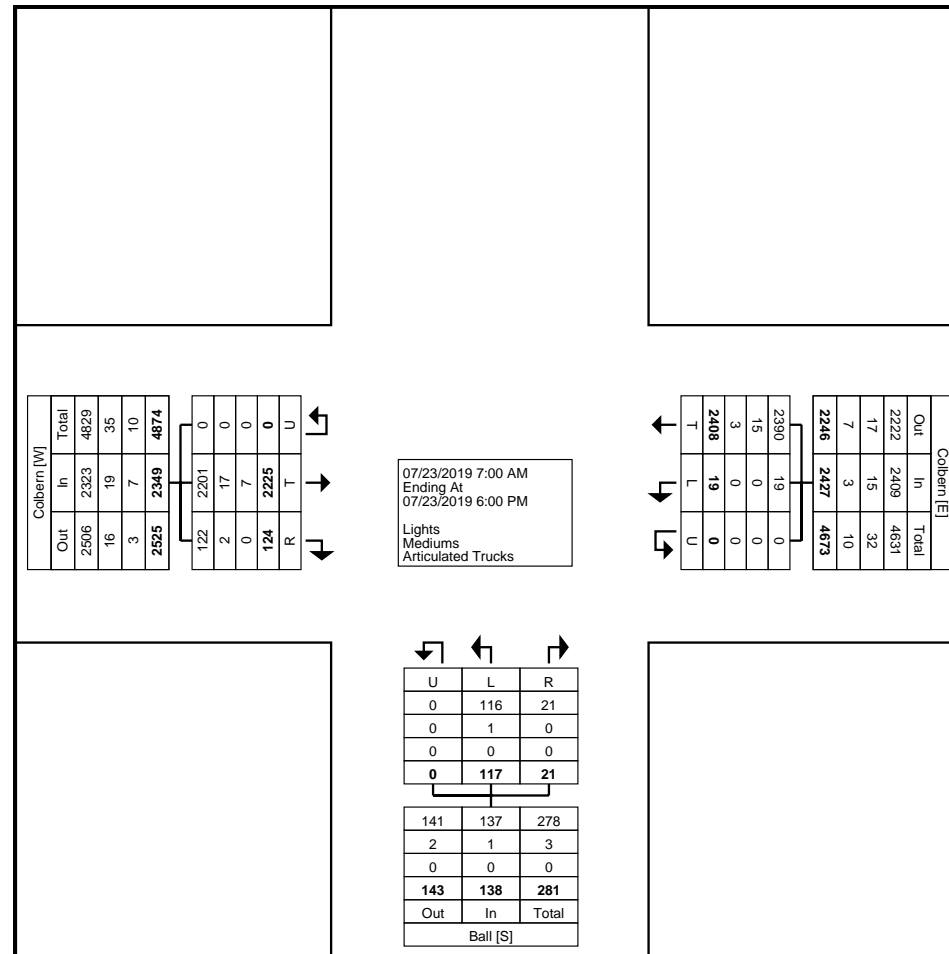 Colbern [W]
Total 4829 35 10 4874
In 2323 19 7 2349
Out 2506 16 3 2525
0 0 0 0 U
2201 17 7 2225 T
122 2 0 124 R
07/23/2019 7:00 AM
Ending At
07/23/2019 6:00 PM
Lights
Mediums
Articulated Trucks
Colbern [E]
Out 2222 17 7 2246
In 2409 15 3 2427
Total 4631 32 10 4673
2390 15 3 2408 T
19 0 0 19 L
0 0 0 0 U
U L R
0 116 21
0 1 0
0 0 0
0 117 21
141 137 278
2 1 3
0 0 0
143 138 281
Out In Total
Ball [S]